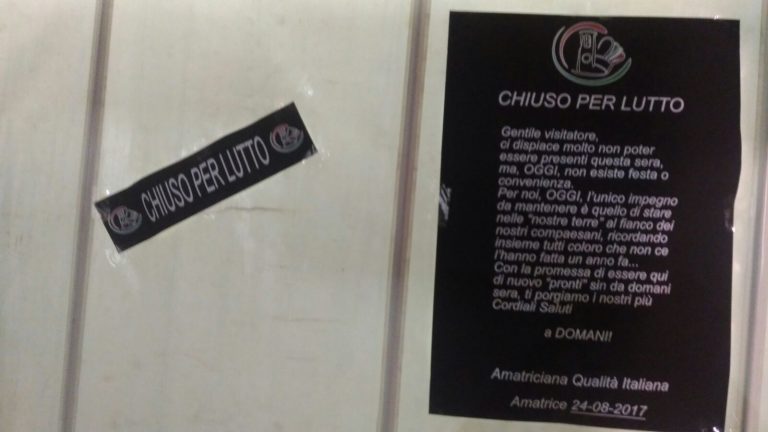 CHIUSO PER LUTTO
CHIUSO PER LUTTO
Gentile visitatore,
ci dispiace molto non poter
essere presenti questa sera,
ma, OGGI, non esiste festa o
convenienza.
Per noi, OGGI, l'unico impegno
da mantenere è quello di stare
nelle "nostre terre" al fianco dei
nostri compaesani, ricordando
insieme tutti coloro che non ce
l'hanno fatta un anno fa...
Con la promessa di essere qui
di nuovo "pronti" sin da domani
sera, ti porgiamo i nostri più
Cordiali Saluti
a DOMANI!
Amatriciana Qualità Italiana
Amatrice 24-08-2017